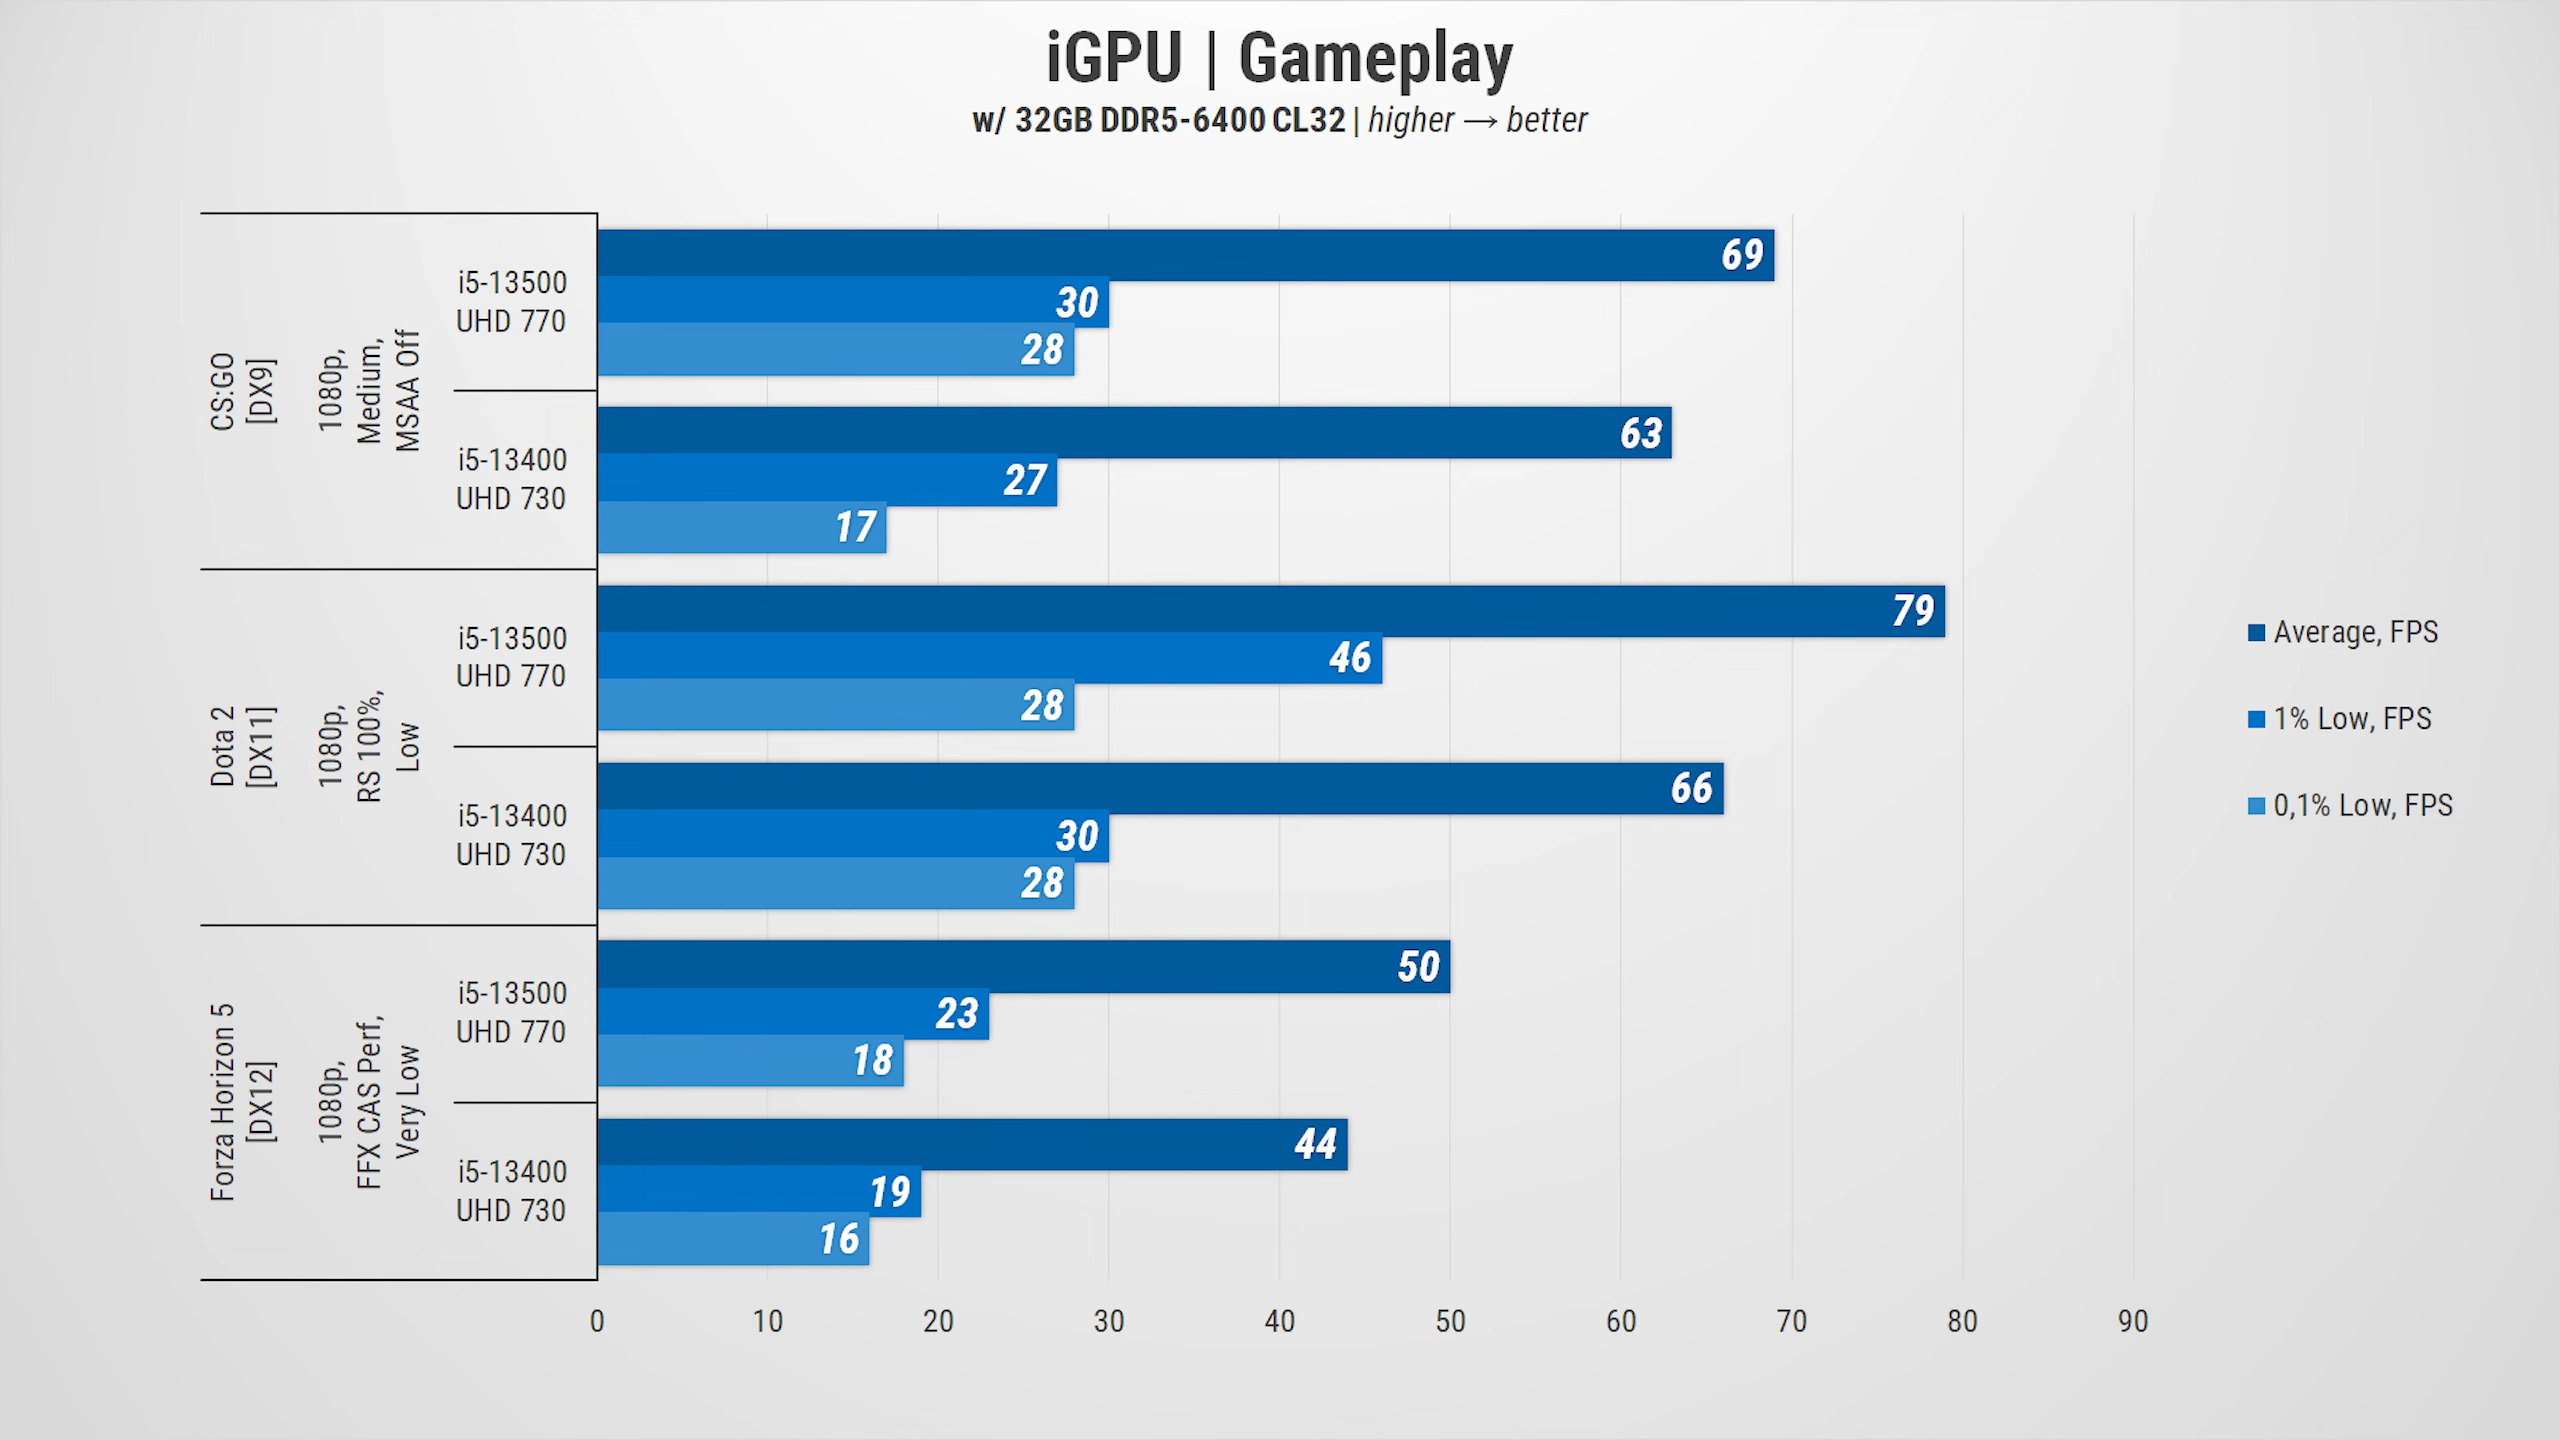 iGPU | Gameplay
w/ 32GB DDR5-6400 CL32 | higher → better
CS:GO
[DX9]
1080p,
Medium,
MSAA Off
i5-13500
UHD 770
69
30
28
i5-13400
UHD 730
63
27
17
Dota 2
[DX11]
1080p,
RS 100%,
Low
i5-13500
UHD 770
79
46
28
i5-13400
UHD 730
66
30
28
Forza Horizon 5
[DX12]
1080p,
FFX CAS Perf,
Very Low
i5-13500
UHD 770
50
23
18
i5-13400
UHD 730
44
19
16
0 10 20 30 40 50 60 70 80 90
Average, FPS
1% Low, FPS
0,1% Low, FPS